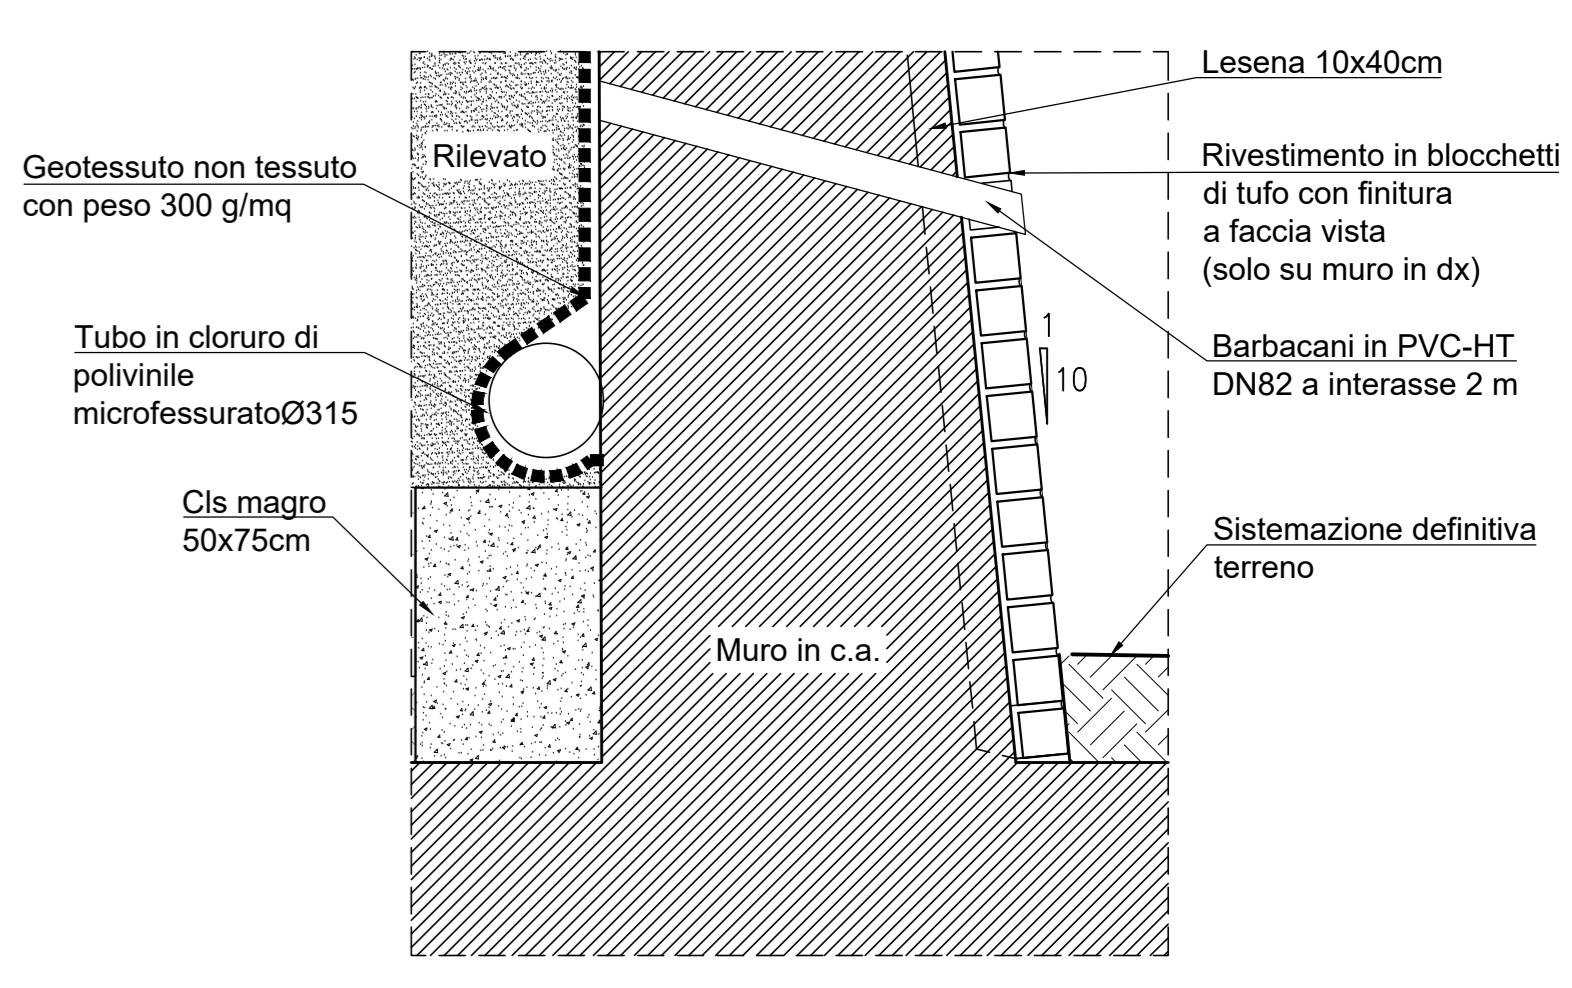 Lesena 10x40cm
Rilevato
Geotessuto non tessuto
con peso 300 g/mq
Rivestimento in blocchetti
di tufo con finitura
a faccia vista
(solo su muro in dx)
Tubo in cloruro di
polivinile
microfessuratoØ315
1
10
Barbacani in PVC-HT
DN82 a interasse 2 m
Cls magro
50x75cm
Sistemazione definitiva
terreno
Muro in c.a.